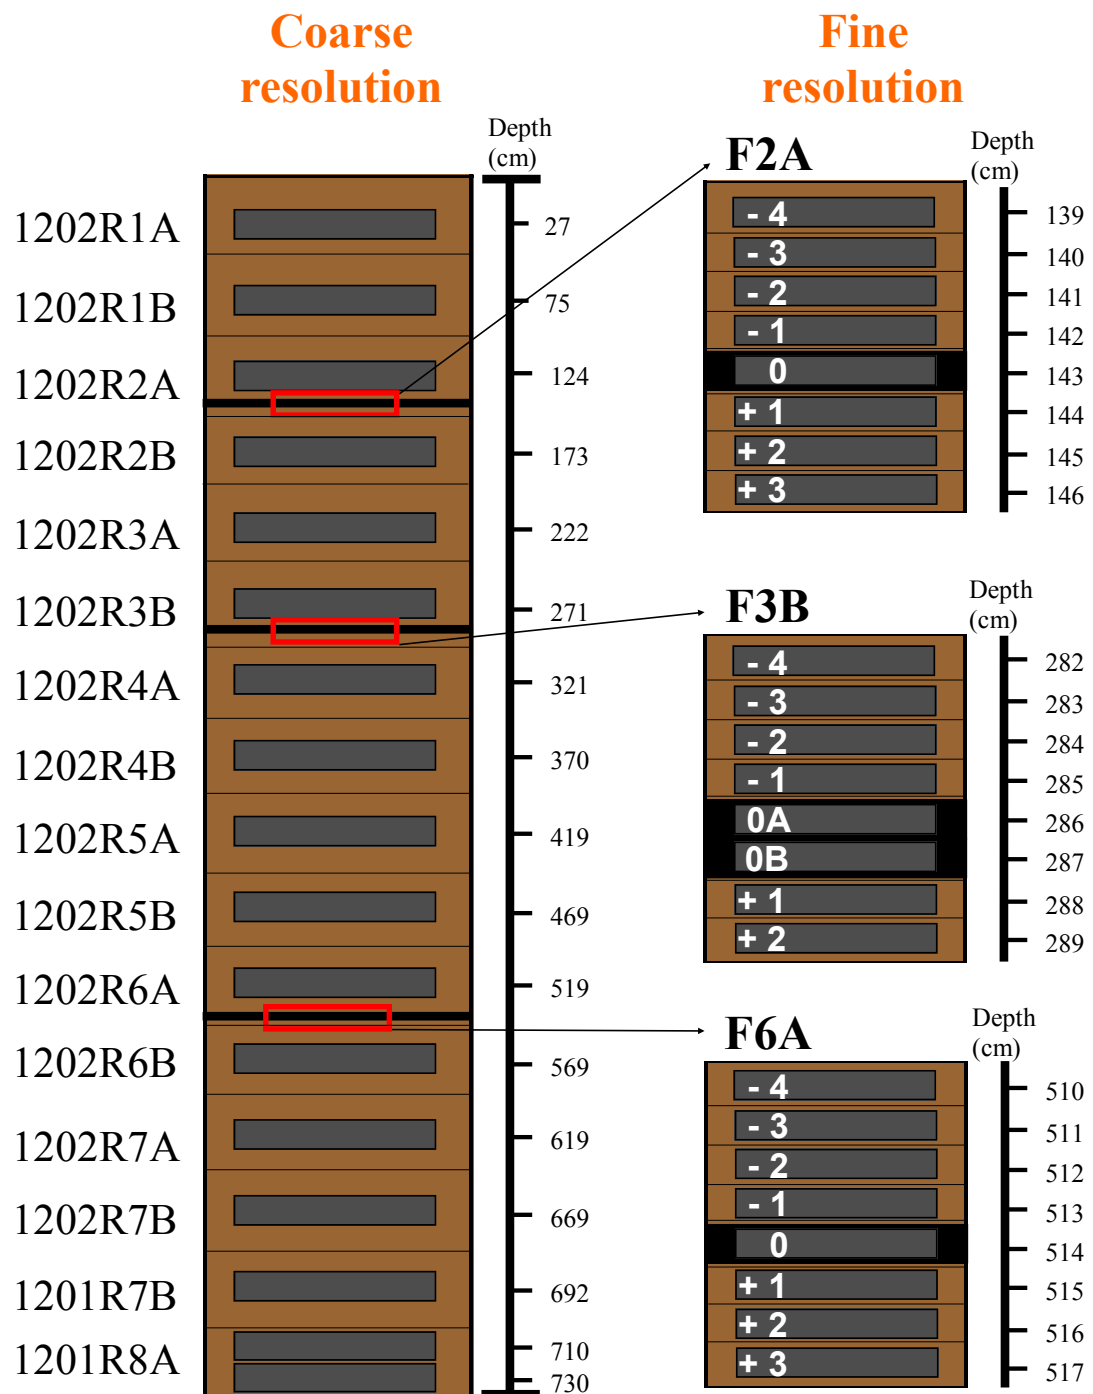 Coarse
resolution
Depth
(cm)
1202R1A
27
1202R1B
75
1202R2A
124
1202R2B
173
1202R3A
222
1202R3B
271
1202R4A
321
1202R4B
370
1202R5A
419
1202R5B
469
1202R6A
519
1202R6B
569
1202R7A
619
1202R7B
669
1201R7B
692
1201R8A
710
730
Fine
resolution
F2A
Depth
(cm)
- 4 139
- 3 140
- 2 141
- 1 142
0 143
+ 1 144
+ 2 145
+ 3 146
F3B
Depth
(cm)
- 4 282
- 3 283
- 2 284
- 1 285
0A 286
0B 287
+ 1 288
+ 2 289
F6A
Depth
(cm)
- 4 510
- 3 511
- 2 512
- 1 513
0 514
+ 1 515
+ 2 516
+ 3 517